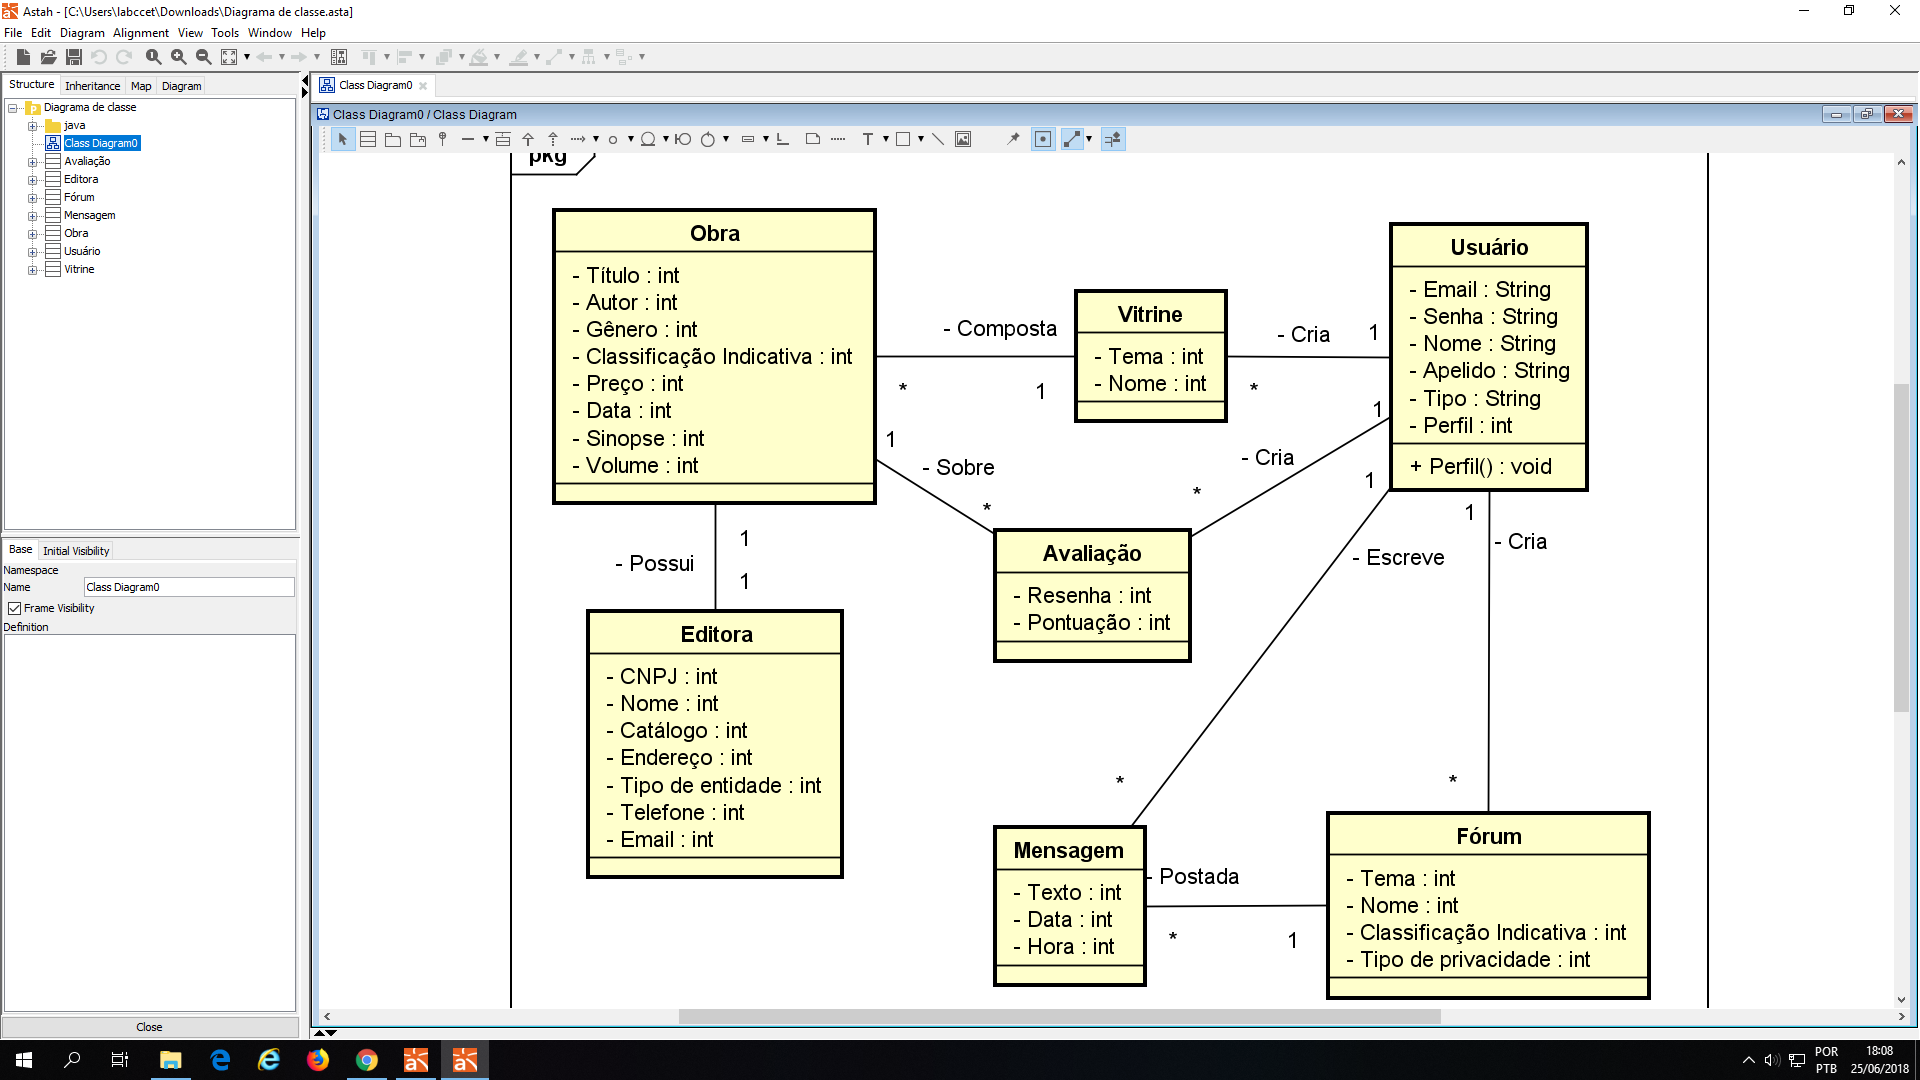 Astah - [C:\Users\labccet\Downloads\Diagrama de classe.asta]
File Edit Diagram Alignment View Tools Window Help
Structure Inheritance Map Diagram
Diagrama de classe
java
Class Diagram0
Avaliação
Editora
Fórum
Mensagem
Obra
Usuário
Vitrine
Base Initial Visibility
Namespace
Name Class Diagram0
Frame Visibility
Definition
Close
Class Diagram0
Class Diagram0 / Class Diagram
T
pkg
Obra
- Título : int
- Autor : int
- Gênero : int
- Classificação Indicativa : int
- Preço : int
- Data : int
- Sinopse : int
- Volume : int
- Composta
* 1
Vitrine
- Tema : int
- Nome : int
- Cria 1
*
Usuário
- Email : String
- Senha : String
- Nome : String
- Apelido : String
- Tipo : String
- Perfil : int
+ Perfil() : void
1
- Sobre
*
1
- Cria
*
Avaliação
- Resenha : int
- Pontuação : int
1
- Possui
1
Editora
- CNPJ : int
- Nome : int
- Catálogo : int
- Endereço : int
- Tipo de entidade : int
- Telefone : int
- Email : int
1
- Escreve
*
1
- Cria
*
Mensagem
- Texto : int
- Data : int
- Hora : int
- Postada
* 1
Fórum
- Tema : int
- Nome : int
- Classificação Indicativa : int
- Tipo de privacidade : int
POR
PTB
18:08
25/06/2018